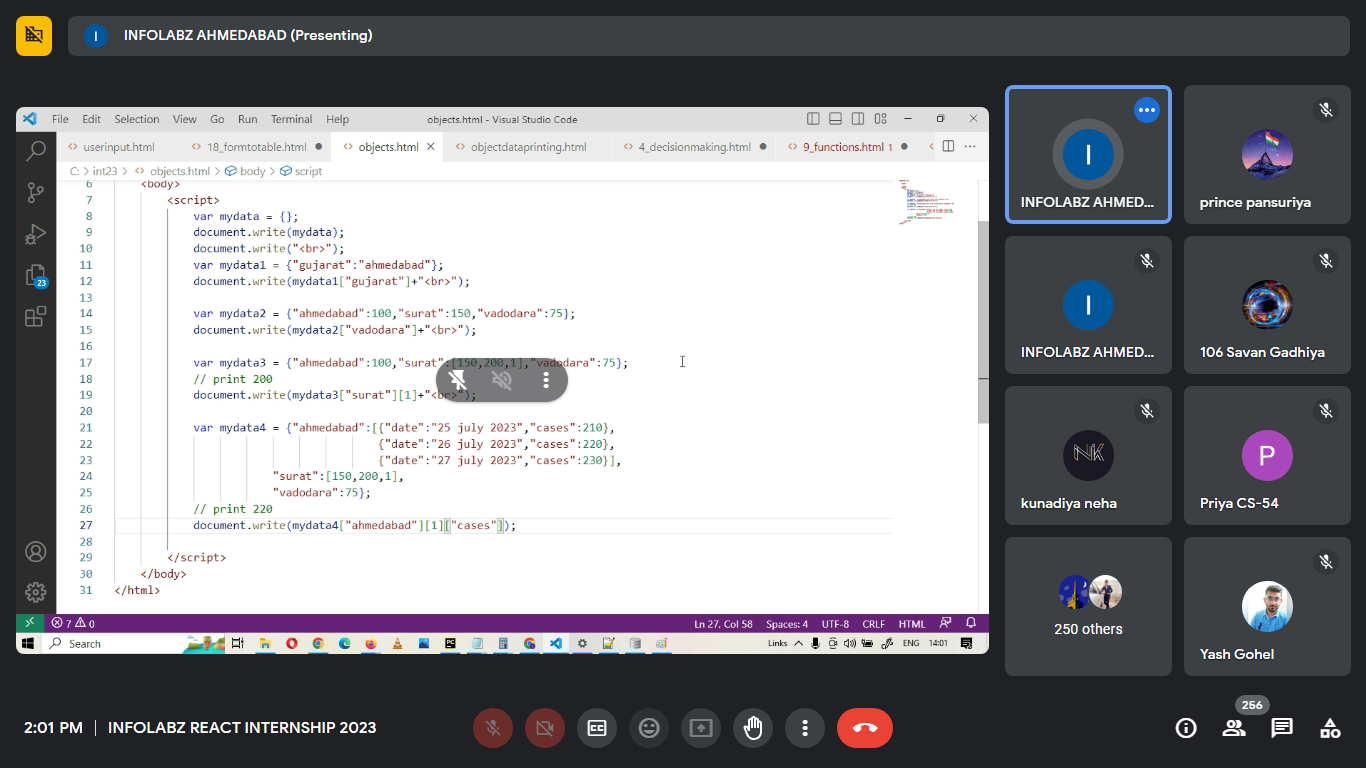 I INFOLABZ AHMEDABAD (Presenting)
File Edit Selection View Go Run Terminal Help objects.html - Visual Studio Code
userinput.html 18_formtotable.html objects.html objectdataprinting.html 4_decisionmaking.html 9_functions.html 1
C: > int23 > objects.html > body > script
6 <body>
7 <script>
8 var mydata = {};
9 document.write(mydata);
10 document.write("<br>");
11 var mydata1 = {"gujarat":"ahmedabad"};
12 document.write(mydata1["gujarat"]+"<br>");
13
14 var mydata2 = {"ahmedabad":100,"surat":150,"vadodara":75};
15 document.write(mydata2["vadodara"]+"<br>");
16
17 var mydata3 = {"ahmedabad":100,"surat":[150,200,1],"vadodara":75};
18 // print 200
19 document.write(mydata3["surat"][1]+"<br>");
20
21 var mydata4 = {"ahmedabad":[{"date":"25 july 2023","cases":210},
22 {"date":"26 july 2023","cases":220},
23 {"date":"27 july 2023","cases":230}],
24 "surat":[150,200,1],
25 "vadodara":75};
26 // print 220
27 document.write(mydata4["ahmedabad"][1]["cases"]);
28
29 </script>
30 </body>
31 </html>
23
7 0 Ln 27, Col 58 Spaces: 4 UTF-8 CRLF HTML
Search Links ENG 14:01
I
INFOLABZ AHMED...
prince pansuriya
I
INFOLABZ AHMED...
106 Savan Gadhiya
NK
kunadiya neha
P
Priya CS-54
250 others
Yash Gohel
2:01 PM | INFOLABZ REACT INTERNSHIP 2023
CC
256